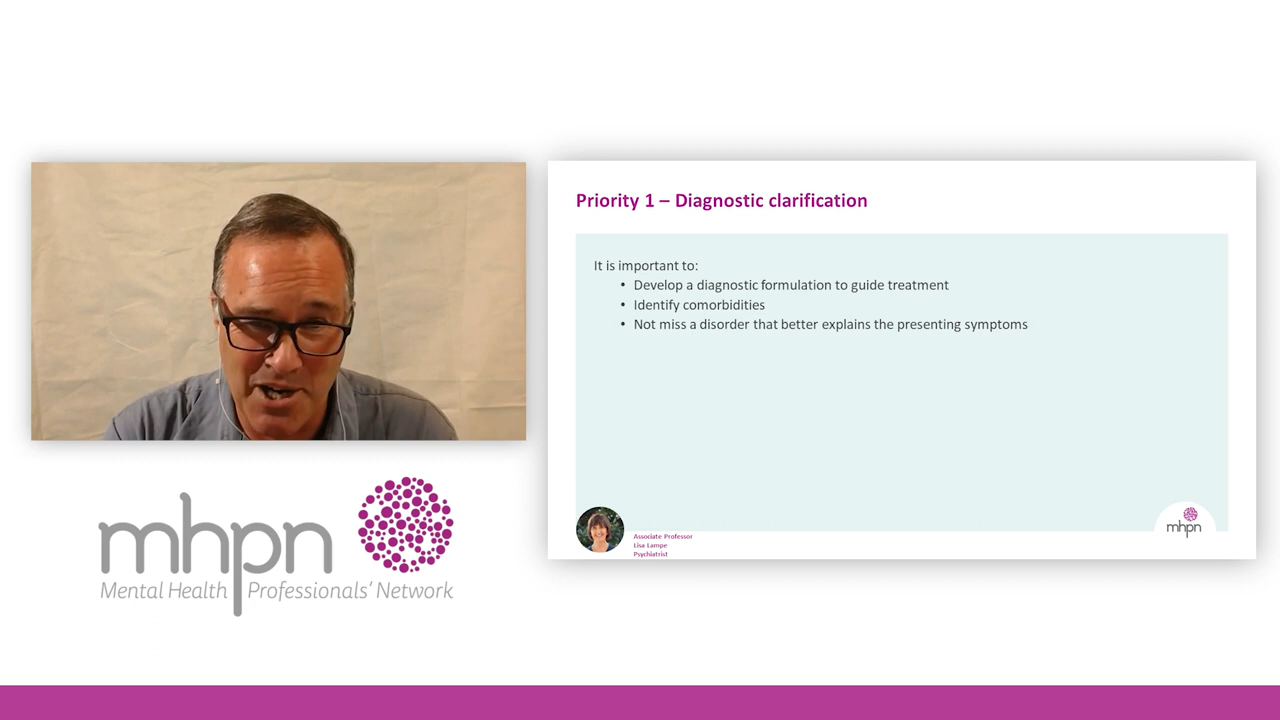 Priority 1 – Diagnostic clarification
It is important to:
• Develop a diagnostic formulation to guide treatment
• Identify comorbidities
• Not miss a disorder that better explains the presenting symptoms
Associate Professor
Lisa Lampe
Psychiatrist
mhpn
mhpn
Mental Health Professionals' Network